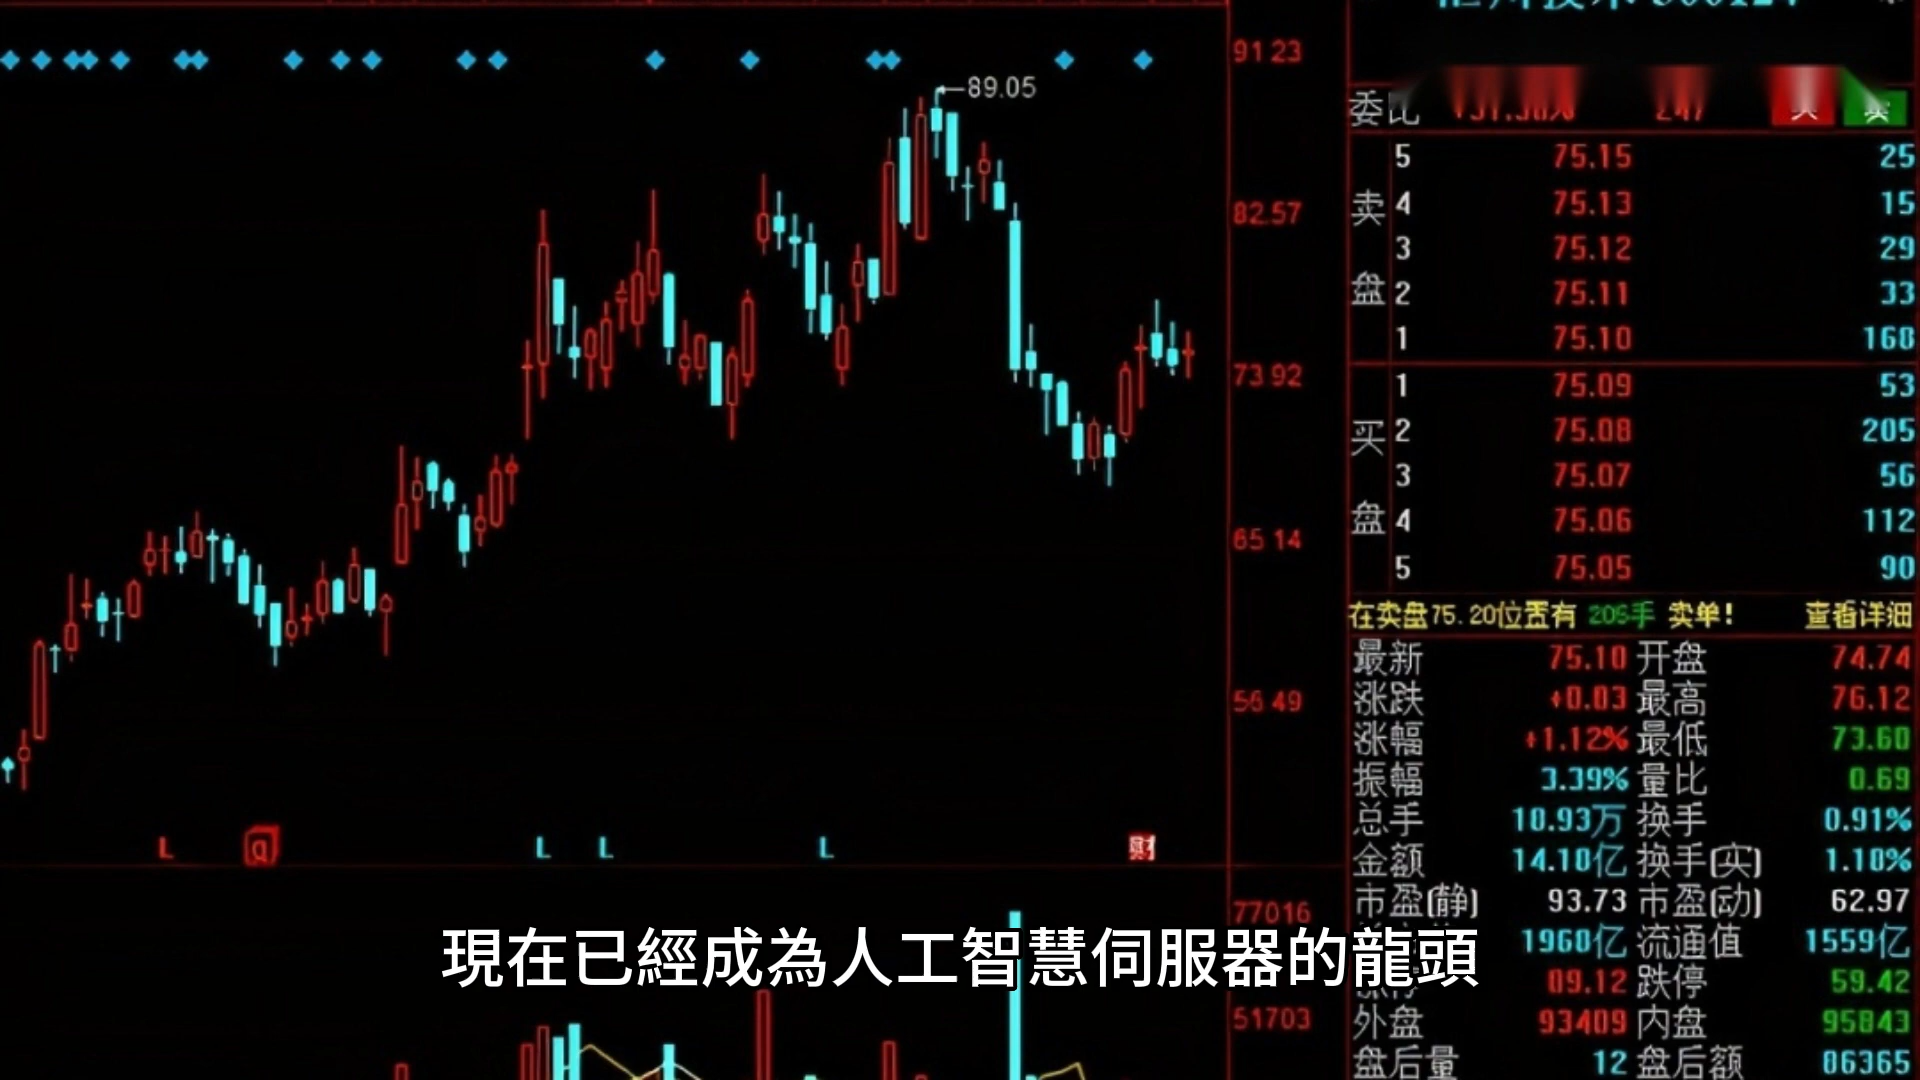 91.23
89.05
82.57
73.92
65.14
56.49
L
L
L
L
财
77016
51703
委比
卖盘
5 75.15 25
4 75.13 15
3 75.12 29
2 75.11 33
1 75.10 168
买盘
1 75.09 53
2 75.08 205
3 75.07 56
4 75.06 112
5 75.05 90
在卖盘75.20位置有 206手 卖单! 查看详细
最新 75.10 开盘 74.74
涨跌 +0.03 最高 76.12
涨幅 +1.12% 最低 73.60
振幅 3.39% 量比 0.69
总手 10.93万 换手 0.91%
金额 14.10亿 换手(实) 1.10%
市盈(静) 93.73 市盈(动) 62.97
1960亿 流通值 1559亿
09.12 跌停 59.42
外盘 93409 内盘 95843
盘后量 12 盘后额 86365
現在已經成為人工智慧伺服器的龍頭